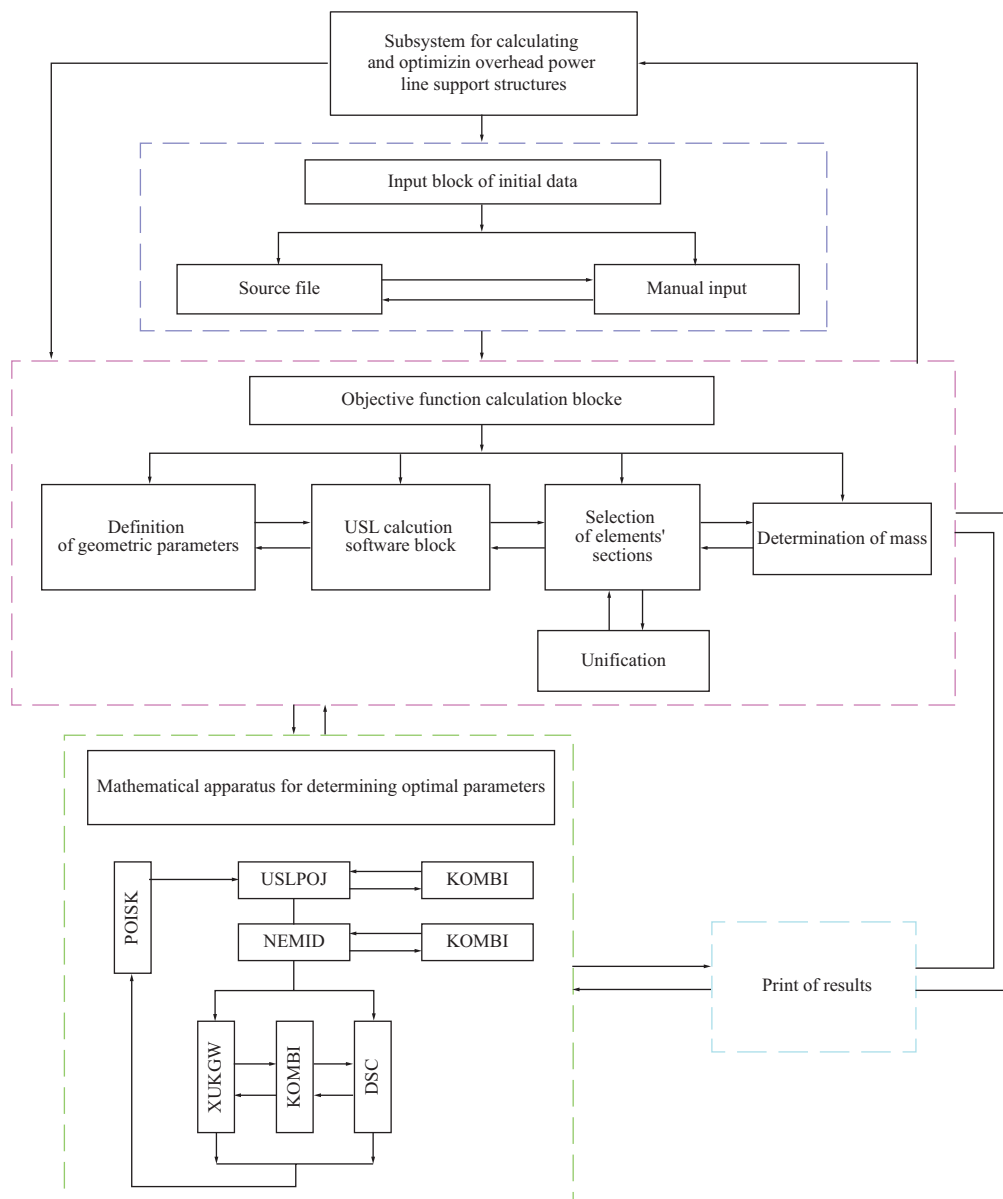 Subsystem for calculating
and optimizin overhead power
line support structures
Input block of initial data
Source file
Manual input
Objective function calculation blocke
Definition
of geometric parameters
USL calcution
software block
Selection
of elements'
sections
Determination of mass
Unification
Mathematical apparatus for determining optimal parameters
POISK
USLPOJ
KOMBI
NEMID
KOMBI
XUKGW
KOMBI
DSC
Print of results